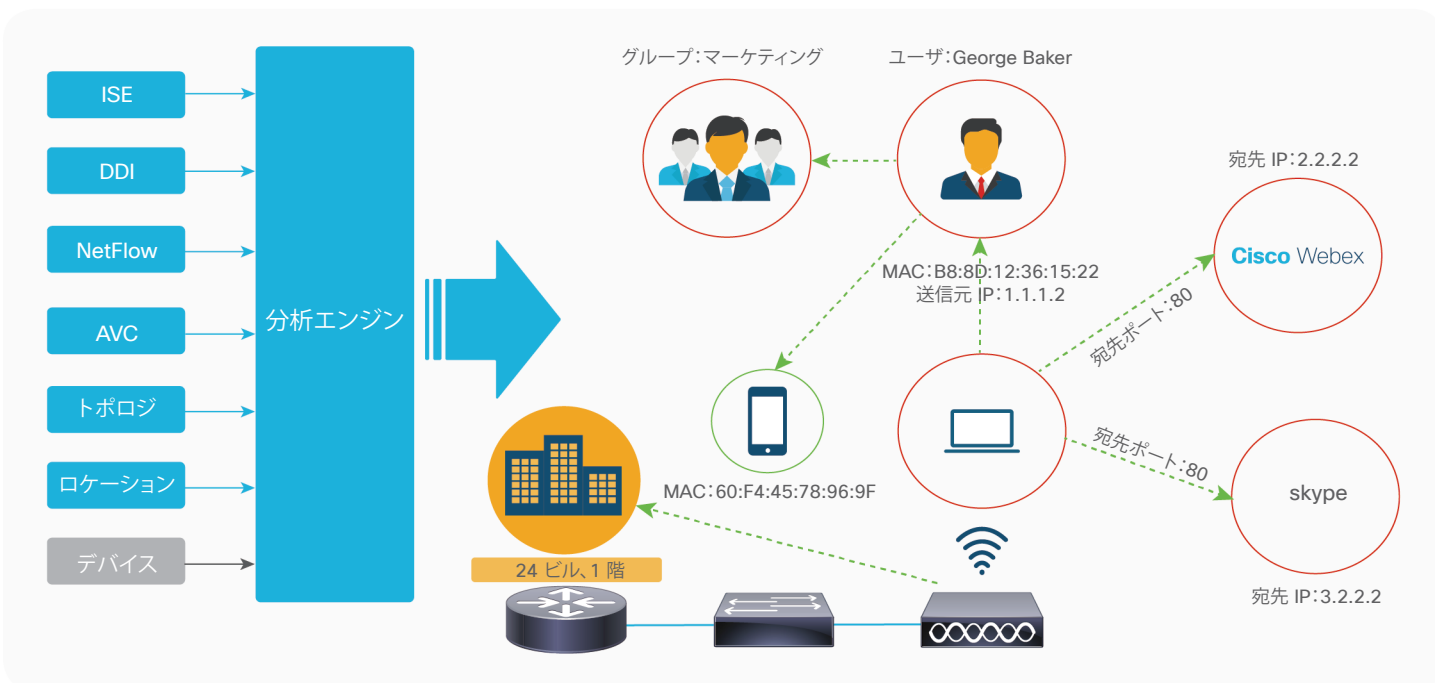 ISE
DDI
NetFlow
AVC
トポロジ
ロケーション
デバイス
分析エンジン
グループ：マーケティング
ユーザ：George Baker
MAC：B8:8D:12:36:15:22
送信元 IP：1.1.1.2
宛先 IP：2.2.2.2
Cisco Webex
宛先ポート：80
宛先ポート：80
skype
宛先 IP：3.2.2.2
MAC：60:F4:45:78:96:9F
24 ビル、1 階